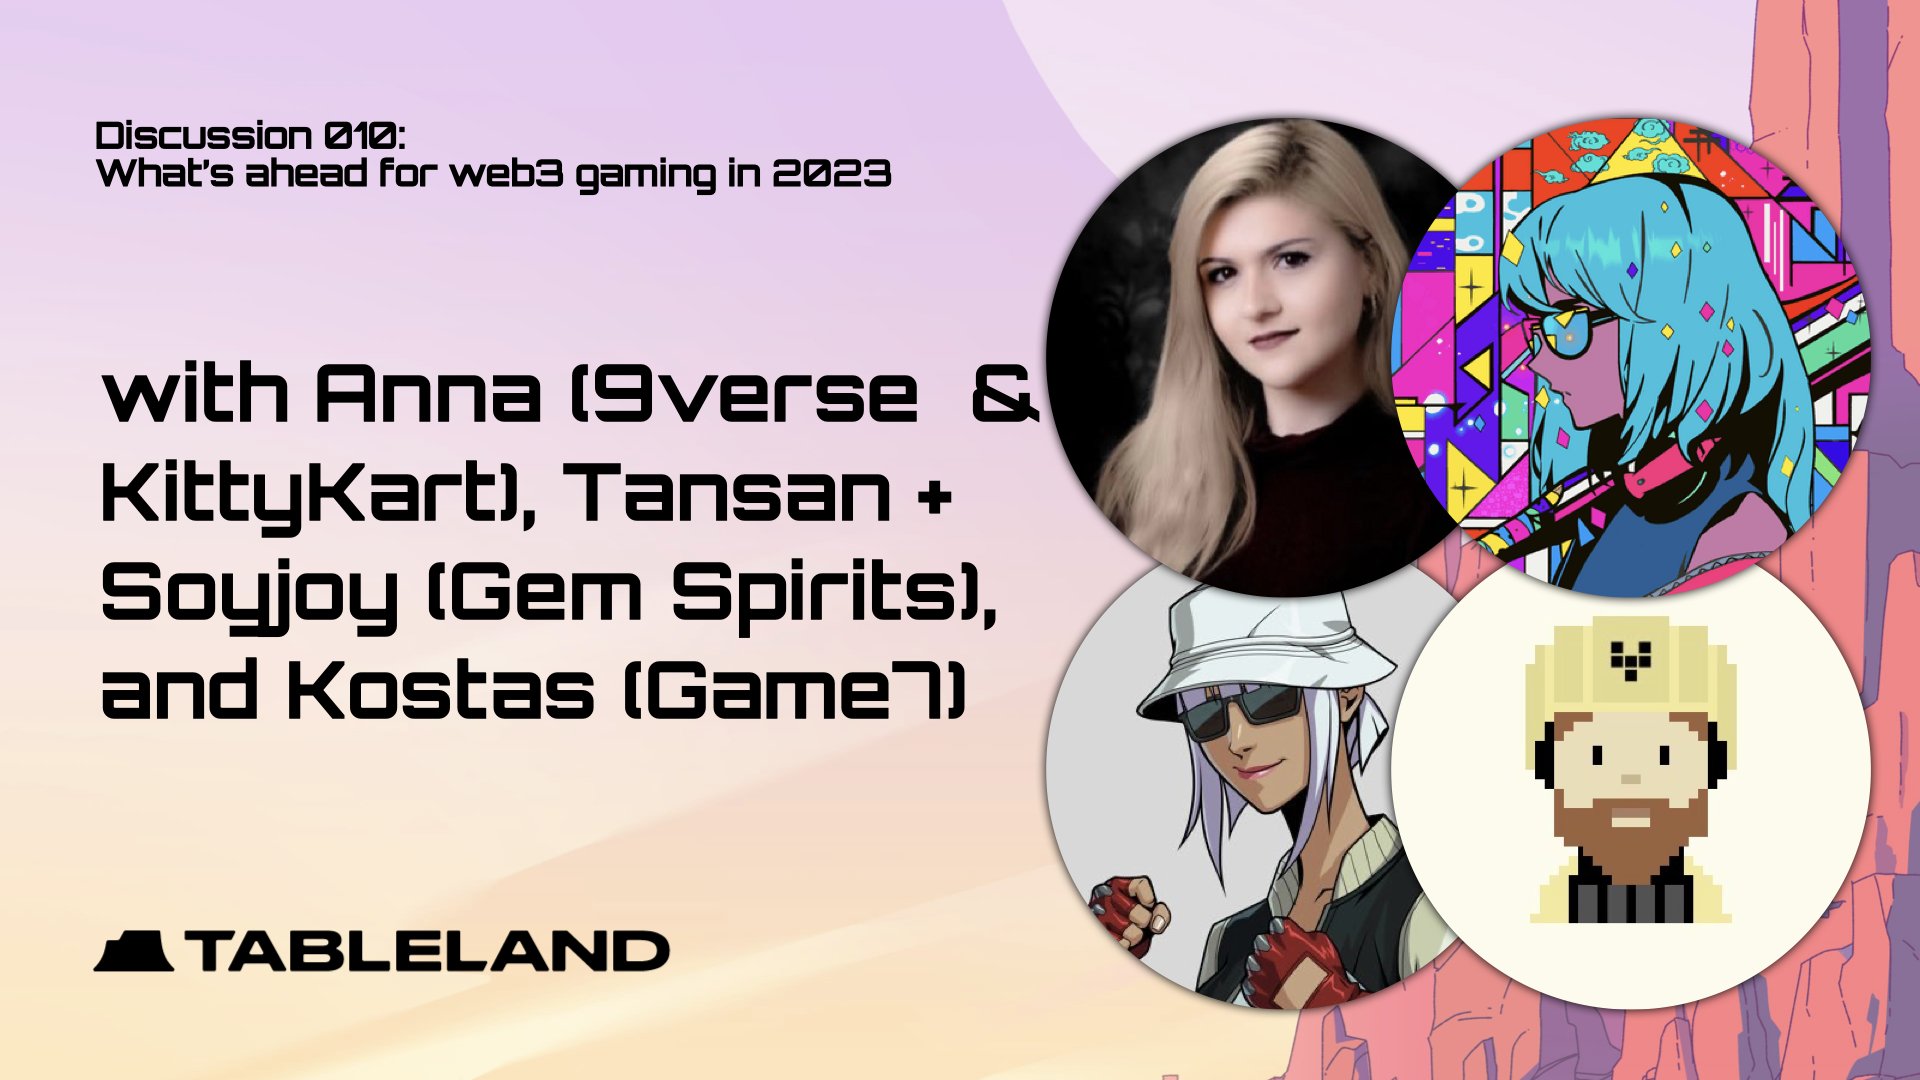 Discussion 010:
What's ahead for web3 gaming in 2023
with Anna (9verse &
KittyKart), Tansan +
Soyjoy (Gem Spirits),
and Kostas (Game7)
TABLELAND